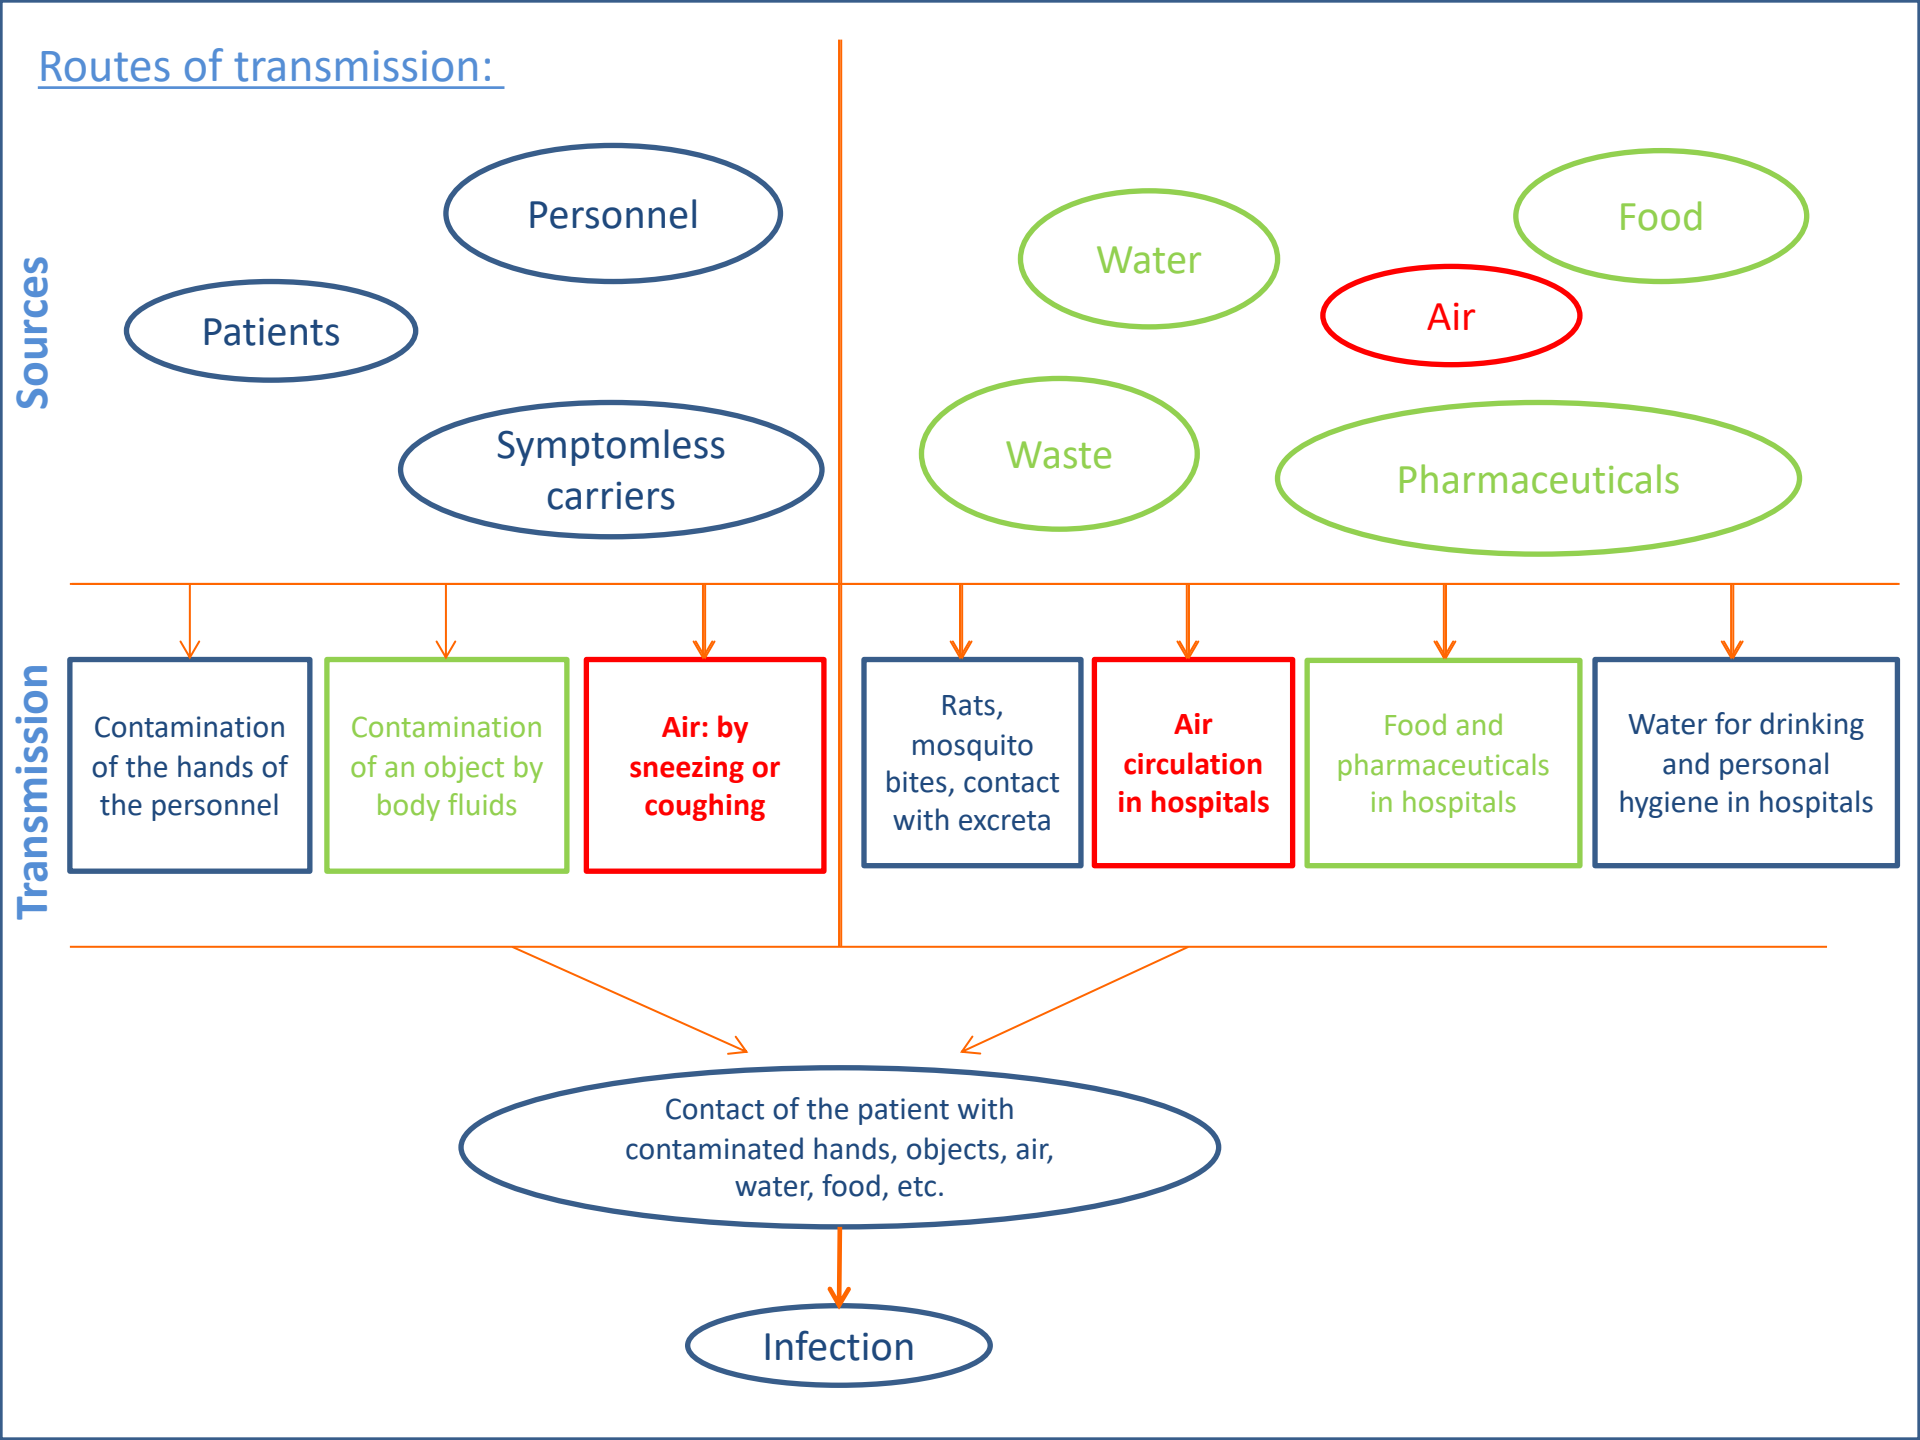 Routes of transmission:
Sources
Personnel
Patients
Symptomless
carriers
Water
Food
Air
Waste
Pharmaceuticals
Transmission
Contamination
of the hands of
the personnel
Contamination
of an object by
body fluids
Air: by
sneezing or
coughing
Rats,
mosquito
bites, contact
with excreta
Air
circulation
in hospitals
Food and
pharmaceuticals
in hospitals
Water for drinking
and personal
hygiene in hospitals
Contact of the patient with
contaminated hands, objects, air,
water, food, etc.
Infection